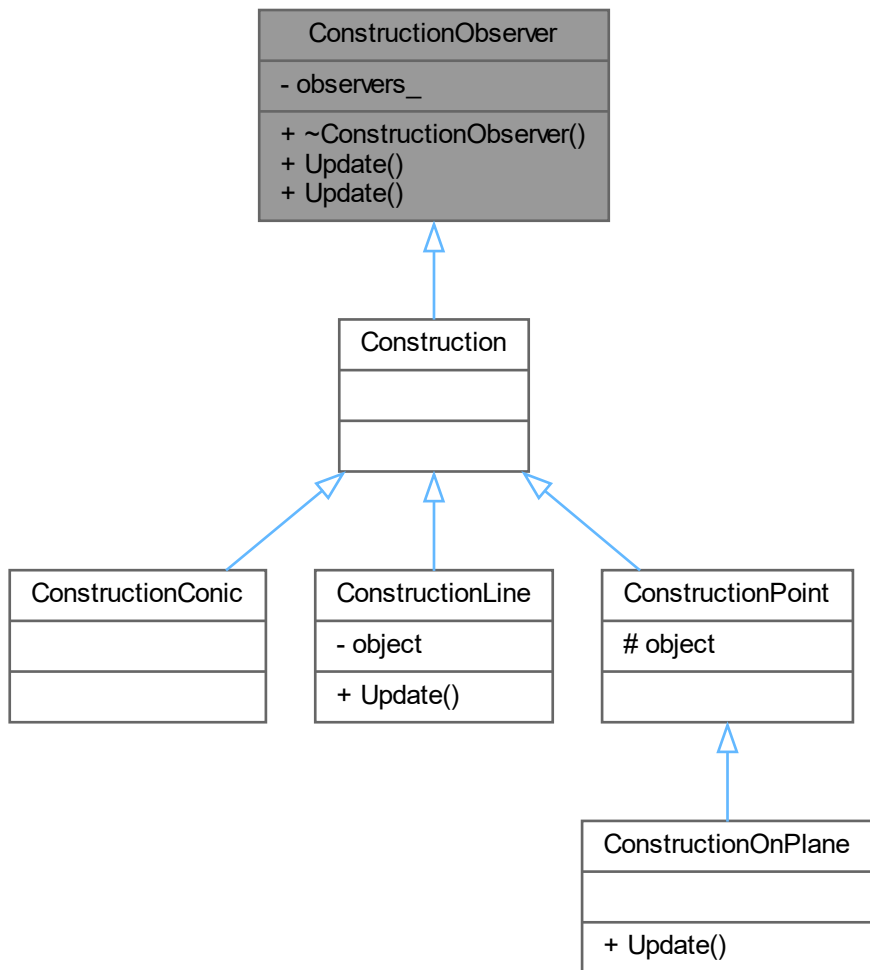 ConstructionObserver
- observers_
+ ~ConstructionObserver()
+ Update()
+ Update()
Construction
ConstructionConic
ConstructionLine
- object
+ Update()
ConstructionPoint
# object
ConstructionOnPlane
+ Update()